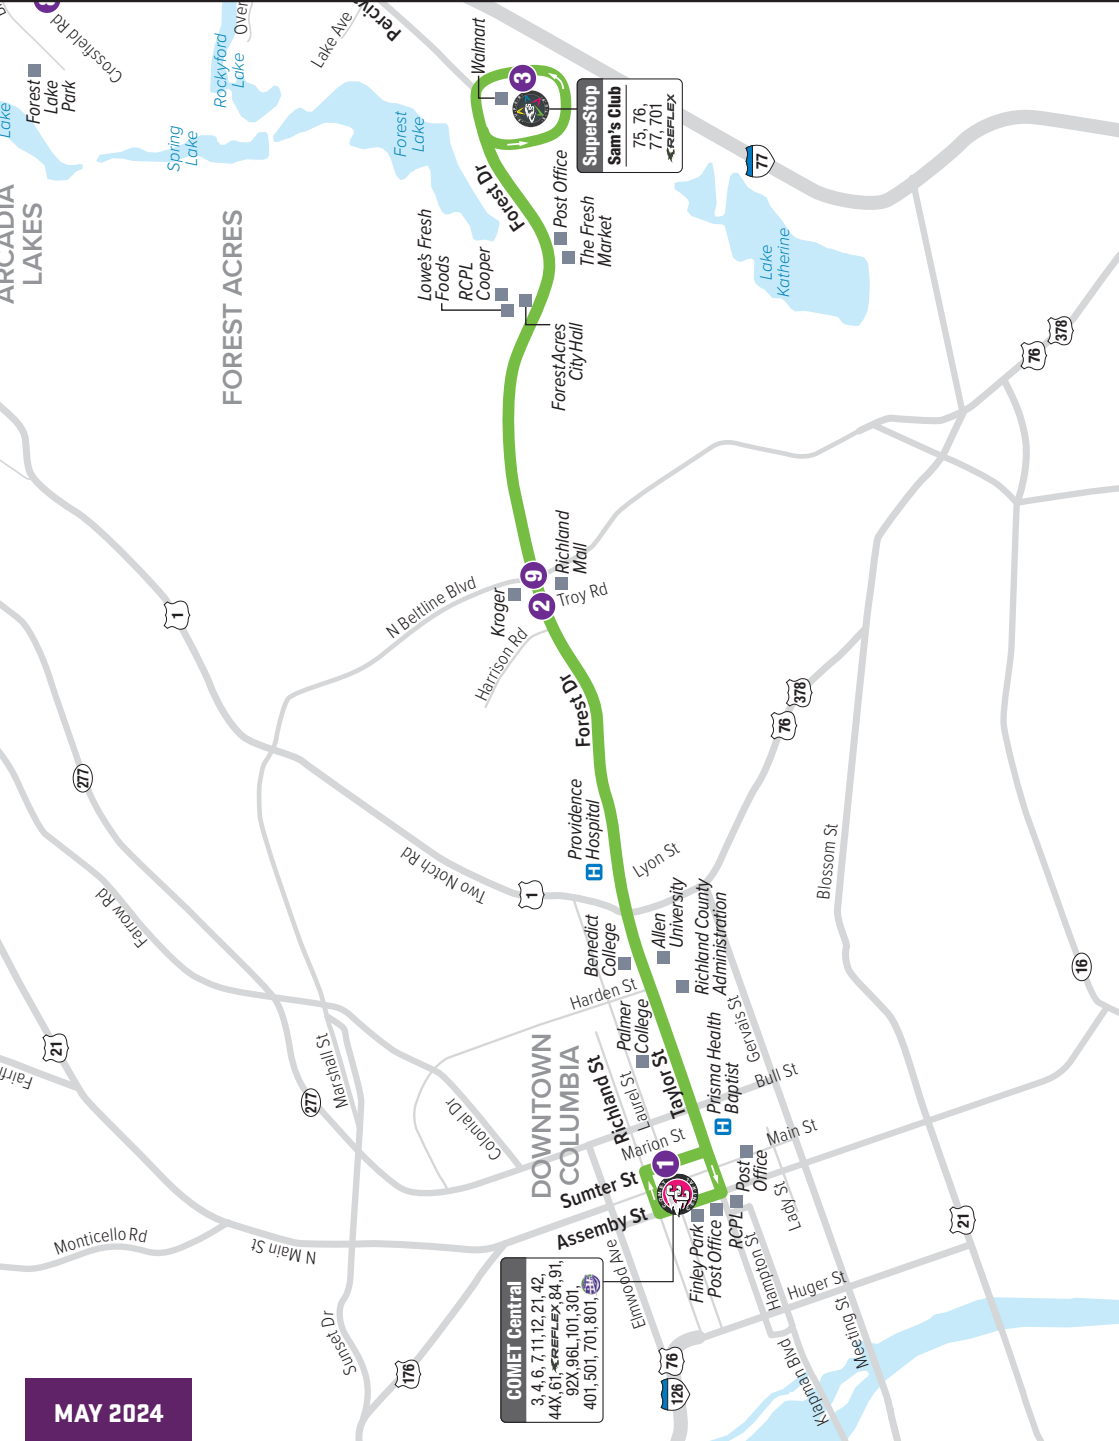 ARCADIA
LAKES
Lake
Forest
Lake
Park
Crossfield Rd
Rockyford
Lake
Over
Lake Ave
Spring
Lake
Forest
Lake
Walmart
3
SuperStop
Sam's Club
75, 76,
77, 701
REFLEX
77
FOREST ACRES
Forest Dr
Post Office
The Fresh
Market
Lowe's Fresh
Foods
RCPL
Cooper
Forest Acres
City Hall
Lake
Katherine
76
378
1
N Beltline Blvd
Kroger
9
2
Richland
Mall
Troy Rd
Harrison Rd
Forest Dr
277
76
378
Providence
Hospital
H
Two Notch Rd
1
Lyon St
Blossom St
Farrow Rd
Benedict
College
Allen
University
Richland County
Administration
Harden St
16
21
Palmer
College
Gervais St
Marshall St
277
DOWNTOWN
COLUMBIA
Richland St
Laurel St
Taylor St
Prisma Health
Baptist
H
Bull St
Colonial Dr
Marion St
Main St
1
Sumter St
Assemby St
Post
Office
Lady St
21
Monticello Rd
N Main St
Finley Park
Post Office
RCPL
Hampton St
Huger St
Elmwood Ave
COMET Central
3, 4, 6, 7, 11, 12, 21, 42,
44X, 61, REFLEX, 84, 91,
92X, 96L, 101, 301,
401, 501, 701, 801,
Sunset Dr
176
76
126
Klapman Blvd
Meeting St
MAY 2024